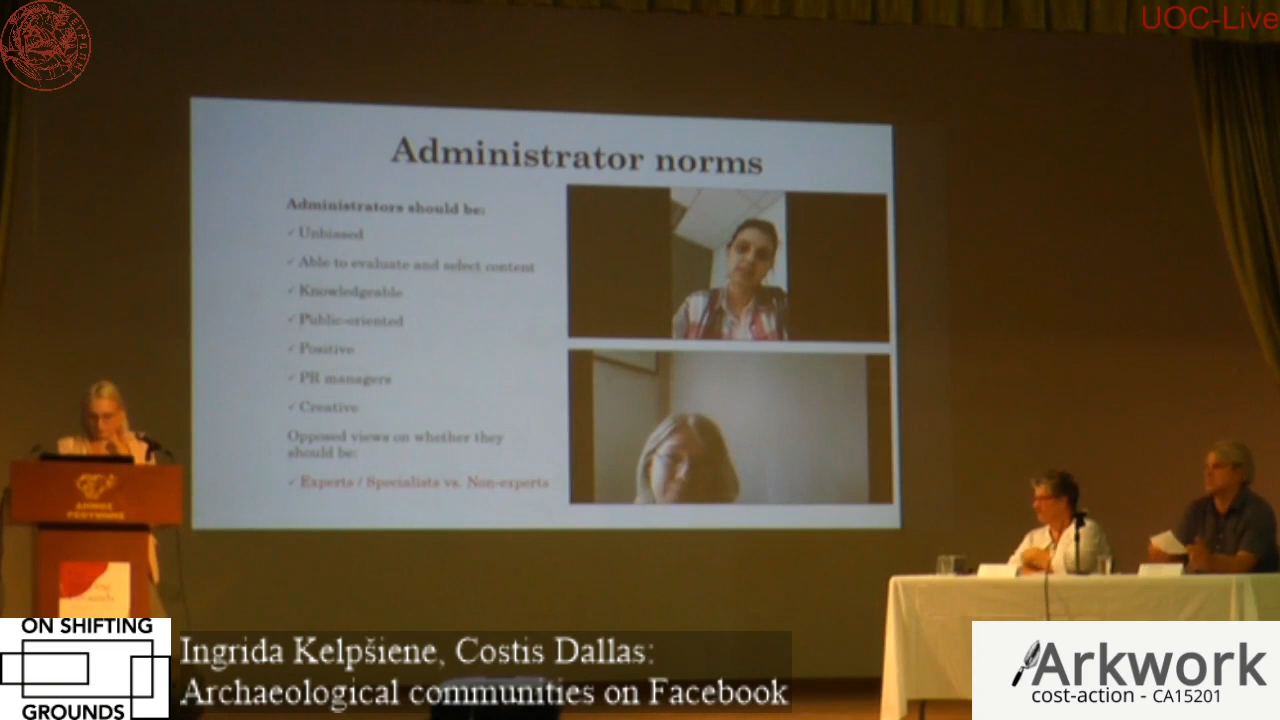 UOC-Live
Administrator norms
Administrators should be:
✓ Unbiased
✓ Able to evaluate and select content
✓ Knowledgeable
✓ Public-oriented
✓ Positive
✓ PR managers
✓ Creative
Opposed views on whether they
should be:
✓ Experts / Specialists vs. Non-experts
ΔΗΜΟΣ
ΡΕΘΥΜΝΗΣ
ON SHIFTING
GROUNDS
Ingrida Kelpšiene, Costis Dallas:
Archaeological communities on Facebook
Arkwork
cost-action - CA15201